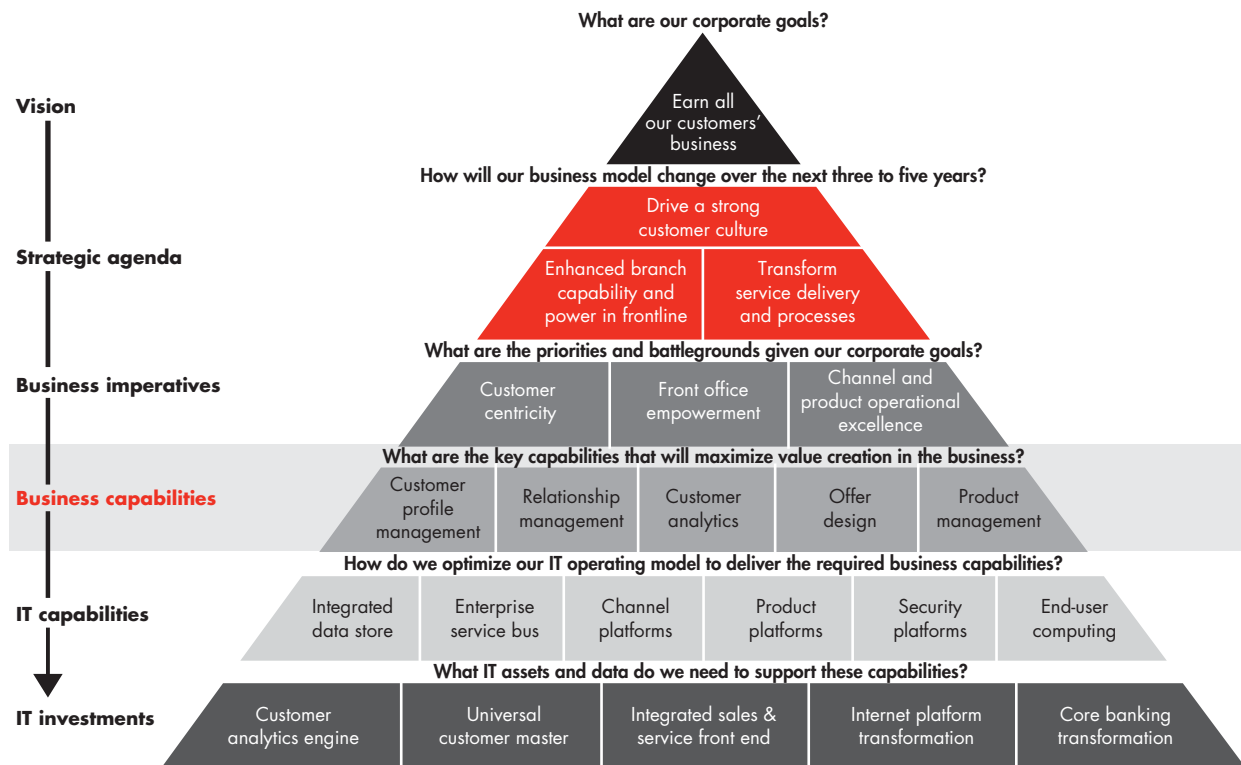 What are our corporate goals?
Vision
Earn all
our customers'
business
How will our business model change over the next three to five years?
Strategic agenda
Drive a strong
customer culture
Enhanced branch
capability and
power in frontline
Transform
service delivery
and processes
What are the priorities and battlegrounds given our corporate goals?
Business imperatives
Customer
centricity
Front office
empowerment
Channel and
product operational
excellence
What are the key capabilities that will maximize value creation in the business?
Business capabilities
Customer
profile
management
Relationship
management
Customer
analytics
Offer
design
Product
management
How do we optimize our IT operating model to deliver the required business capabilities?
IT capabilities
Integrated
data store
Enterprise
service bus
Channel
platforms
Product
platforms
Security
platforms
End-user
computing
What IT assets and data do we need to support these capabilities?
IT investments
Customer
analytics engine
Universal
customer master
Integrated sales &
service front end
Internet platform
transformation
Core banking
transformation